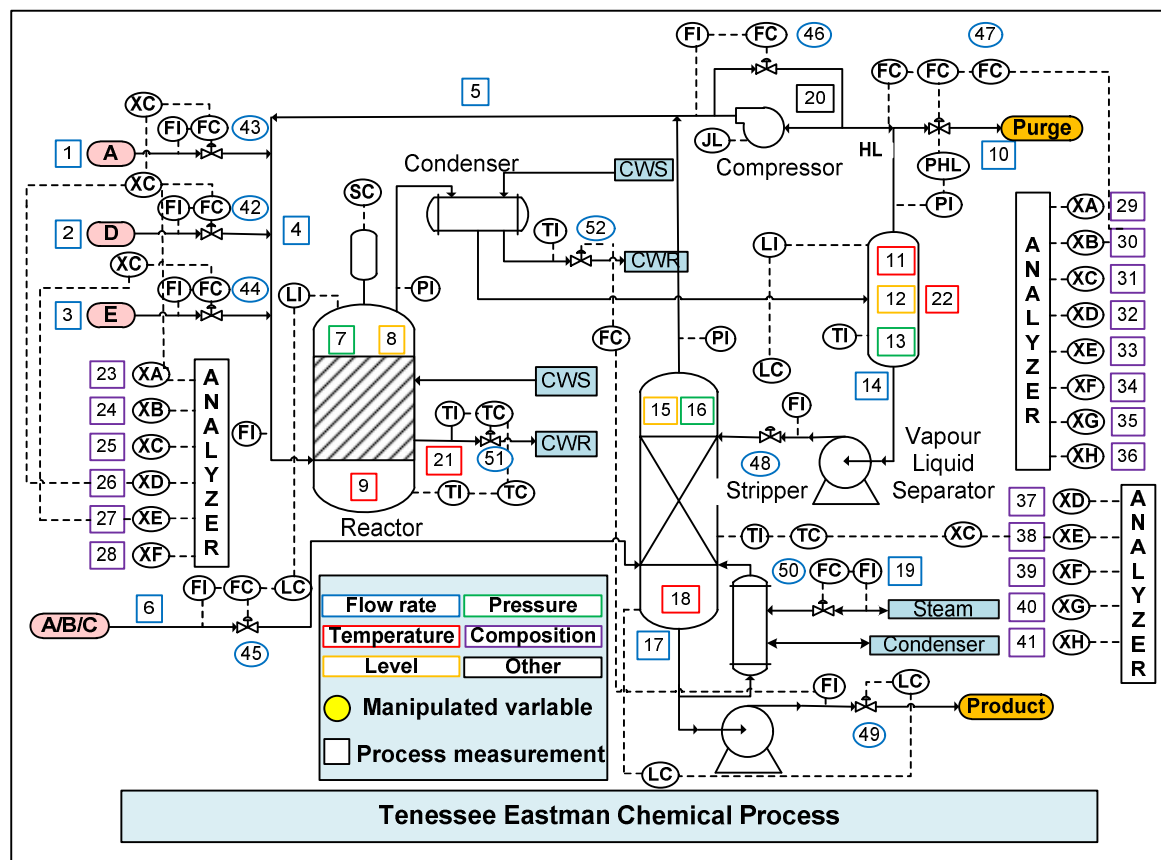 FI
FC
46
47
FC
FC
FC
5
20
XC
FI
FC
43
1
A
JL
Compressor
HL
Purge
10
PHL
PI
Condenser
CWS
XC
SC
FI
FC
42
2
D
4
TI
52
CWR
LI
11
12
22
13
TI
14
XC
FI
FC
44
3
E
LI
PI
7
8
FC
PI
LC
CWS
TI
TC
CWR
21
51
9
TI
TC
Reactor
FI
15
16
FI
48
Stripper
Vapour
Liquid
Separator
23
XA
24
XB
25
XC
26
XD
27
XE
28
XF
A
N
A
L
Y
Z
E
R
A
N
A
L
Y
Z
E
R
XA
29
XB
30
XC
31
XD
32
XE
33
XF
34
XG
35
XH
36
37
XD
38
XE
39
XF
40
XG
41
XH
A
N
A
L
Y
Z
E
R
TI
TC
XC
50
FC
FI
19
Steam
Condenser
18
17
6
FI
FC
LC
A/B/C
45
FI
LC
Product
49
LC
Flow rate
Pressure
Temperature
Composition
Level
Other
Manipulated varlable
Process measurement
Tenessee Eastman Chemical Process